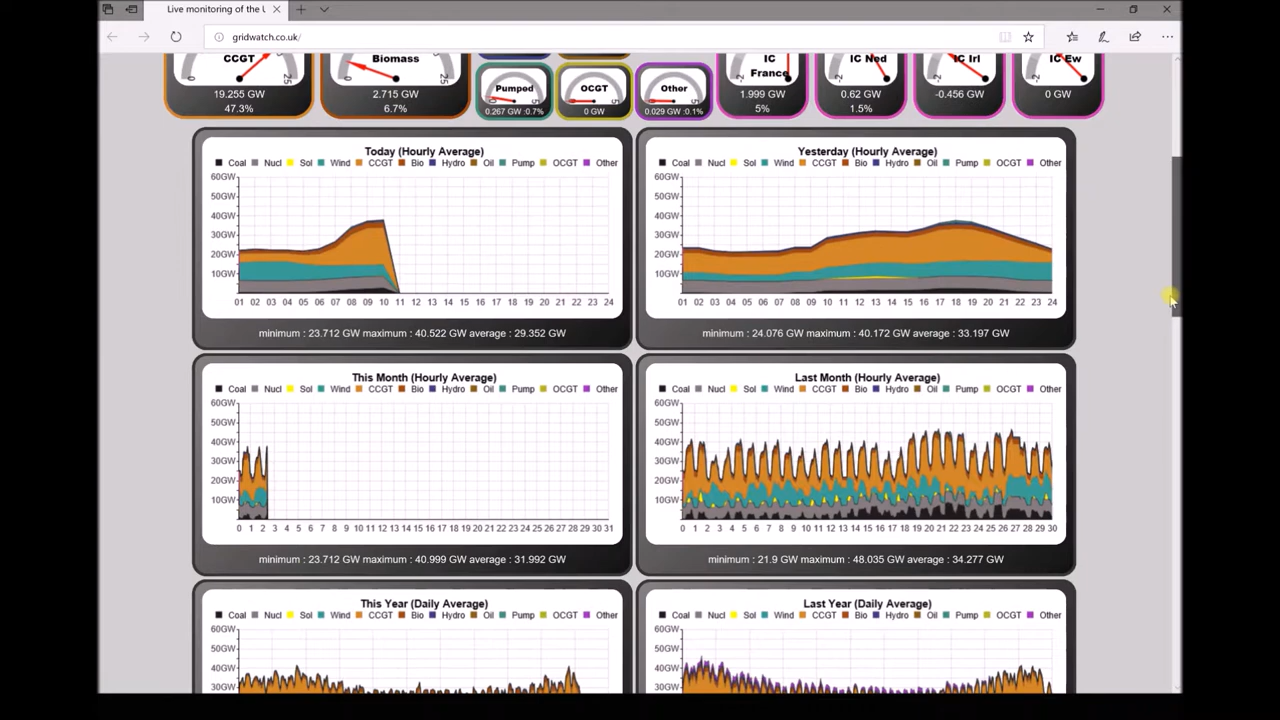 Live monitoring of the U
gridwatch.co.uk/
CCGT
0
25
19.255 GW
47.3%
Biomass
0
25
2.715 GW
6.7%
Pumped
0.267 GW :0.7%
OCGT
0 GW
Other
0.029 GW :0.1%
IC
France
1.999 GW
5%
IC Ned
0.62 GW
1.5%
IC Irl
-0.456 GW
IC Ew
0 GW
Today (Hourly Average)
Coal Nucl Sol Wind CCGT Bio Hydro Oil Pump OCGT Other
60GW
50GW
40GW
30GW
20GW
10GW
01 02 03 04 05 06 07 08 09 10 11 12 13 14 15 16 17 18 19 20 21 22 23 24
minimum : 23.712 GW maximum : 40.522 GW average : 29.352 GW
Yesterday (Hourly Average)
Coal Nucl Sol Wind CCGT Bio Hydro Oil Pump OCGT Other
60GW
50GW
40GW
30GW
20GW
10GW
01 02 03 04 05 06 07 08 09 10 11 12 13 14 15 16 17 18 19 20 21 22 23 24
minimum : 24.076 GW maximum : 40.172 GW average : 33.197 GW
This Month (Hourly Average)
Coal Nucl Sol Wind CCGT Bio Hydro Oil Pump OCGT Other
60GW
50GW
40GW
30GW
20GW
10GW
0 1 2 3 4 5 6 7 8 9 10 11 12 13 14 15 16 17 18 19 20 21 22 23 24 25 26 27 28 29 30 31
minimum : 23.712 GW maximum : 40.999 GW average : 31.992 GW
Last Month (Hourly Average)
Coal Nucl Sol Wind CCGT Bio Hydro Oil Pump OCGT Other
60GW
50GW
40GW
30GW
20GW
10GW
0 1 2 3 4 5 6 7 8 9 10 11 12 13 14 15 16 17 18 19 20 21 22 23 24 25 26 27 28 29 30
minimum : 21.9 GW maximum : 48.035 GW average : 34.277 GW
This Year (Daily Average)
Coal Nucl Sol Wind CCGT Bio Hydro Oil Pump OCGT Other
60GW
50GW
40GW
30GW
Last Year (Daily Average)
Coal Nucl Sol Wind CCGT Bio Hydro Oil Pump OCGT Other
60GW
50GW
40GW
30GW